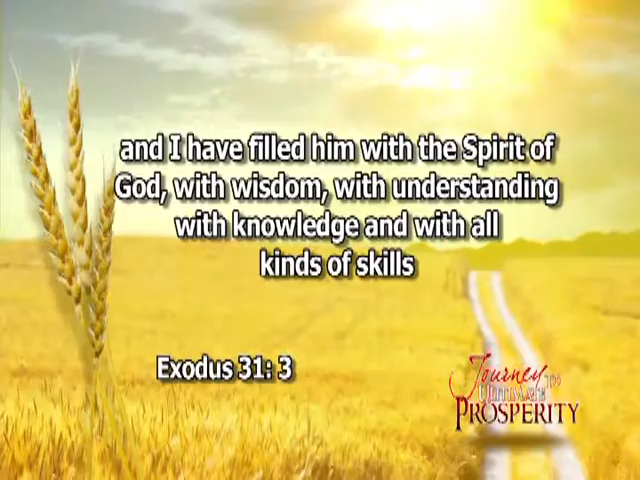 and I have filled him with the Spirit of
God, with wisdom, with understanding
with knowledge and with all
kinds of skills
Exodus 31: 3
Journey TO
ULTIMATE
PROSPERITY